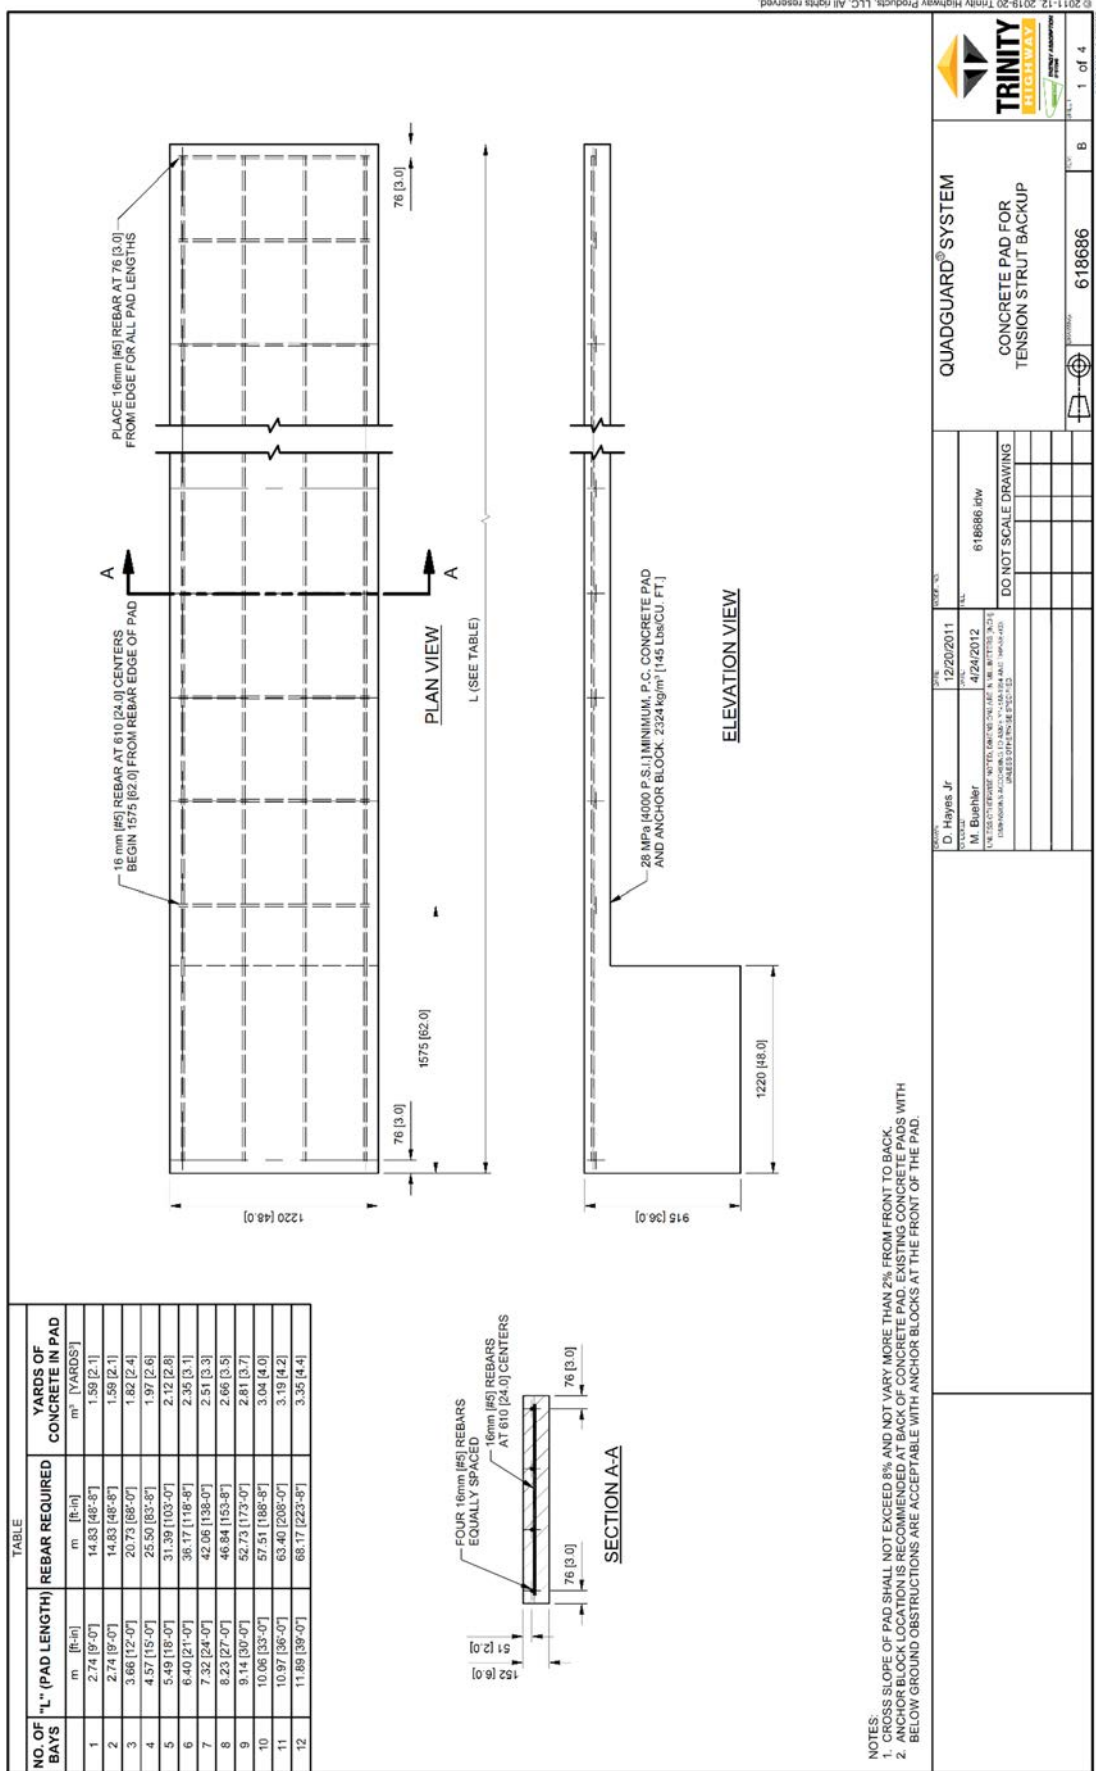 TABLE
NO. OF BAYS "L" (PAD LENGTH) REBAR REQUIRED YARDS OF CONCRETE IN PAD
m [ft-in] m [ft-in] m³ [YARDS³]
1 2.74 [9'-0"] 14.83 [48'-8"] 1.59 [2.1]
2 2.74 [9'-0"] 14.83 [48'-8"] 1.59 [2.1]
3 3.66 [12'-0"] 20.73 [68'-0"] 1.82 [2.4]
4 4.57 [15'-0"] 25.50 [83'-8"] 1.97 [2.6]
5 5.49 [18'-0"] 31.39 [103'-0"] 2.12 [2.8]
6 6.40 [21'-0"] 36.17 [118'-8"] 2.35 [3.1]
7 7.32 [24'-0"] 42.06 [138'-0"] 2.51 [3.3]
8 8.23 [27'-0"] 46.84 [153'-8"] 2.66 [3.5]
9 9.14 [30'-0"] 52.73 [173'-0"] 2.81 [3.7]
10 10.06 [33'-0"] 57.51 [188'-8"] 3.04 [4.0]
11 10.97 [36'-0"] 63.40 [208'-0"] 3.19 [4.2]
12 11.89 [39'-0"] 68.17 [223'-8"] 3.35 [4.4]
16 mm [#5] REBAR AT 610 [24.0] CENTERS
BEGIN 1575 [62.0] FROM REBAR EDGE OF PAD
PLACE 16mm [#5] REBAR AT 76 [3.0]
FROM EDGE FOR ALL PAD LENGTHS
A
A
1220 [48.0]
76 [3.0]
1575 [62.0]
76 [3.0]
PLAN VIEW
L (SEE TABLE)
915 [36.0]
1220 [48.0]
28 MPa [4000 P.S.I.] MINIMUM, P.C. CONCRETE PAD
AND ANCHOR BLOCK. 2324 kg/m³ [145 Lbs/CU. FT.]
ELEVATION VIEW
FOUR 16mm [#5] REBARS
EQUALLY SPACED
16mm [#5] REBARS
AT 610 [24.0] CENTERS
152 [6.0]
51 [2.0]
76 [3.0]
76 [3.0]
SECTION A-A
NOTES:
1. CROSS SLOPE OF PAD SHALL NOT EXCEED 8% AND NOT VARY MORE THAN 2% FROM FRONT TO BACK.
2. ANCHOR BLOCK LOCATION IS RECOMMENDED AT BACK OF CONCRETE PAD. EXISTING CONCRETE PADS WITH
BELOW GROUND OBSTRUCTIONS ARE ACCEPTABLE WITH ANCHOR BLOCKS AT THE FRONT OF THE PAD.
D. Hayes Jr
12/20/2011
M. Buehler
4/24/2012
618686.idw
DO NOT SCALE DRAWING
QUADGUARD® SYSTEM
CONCRETE PAD FOR
TENSION STRUT BACKUP
618686
B
1 of 4
TRINITY
HIGHWAY
ENERGY ABSORPTION
© 2011-12, 2019-20 Trinity Highway Products, LLC. All rights reserved.